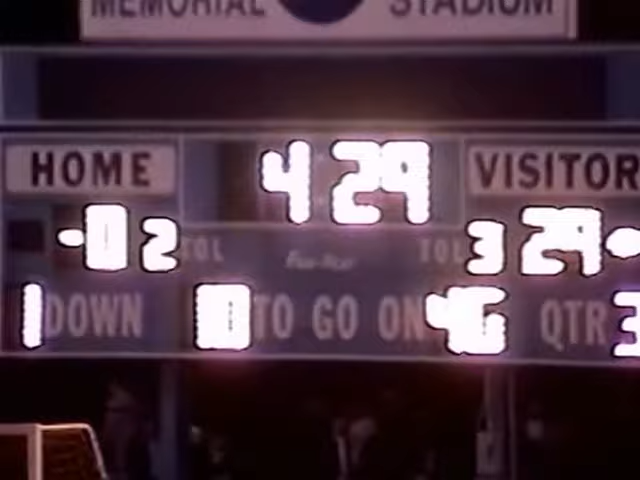 MEMORIAL STADIUM
HOME 4 29 VISITOR
0 2 TOL TOL 3 29
1 DOWN 0 TO GO ON 46 QTR 3